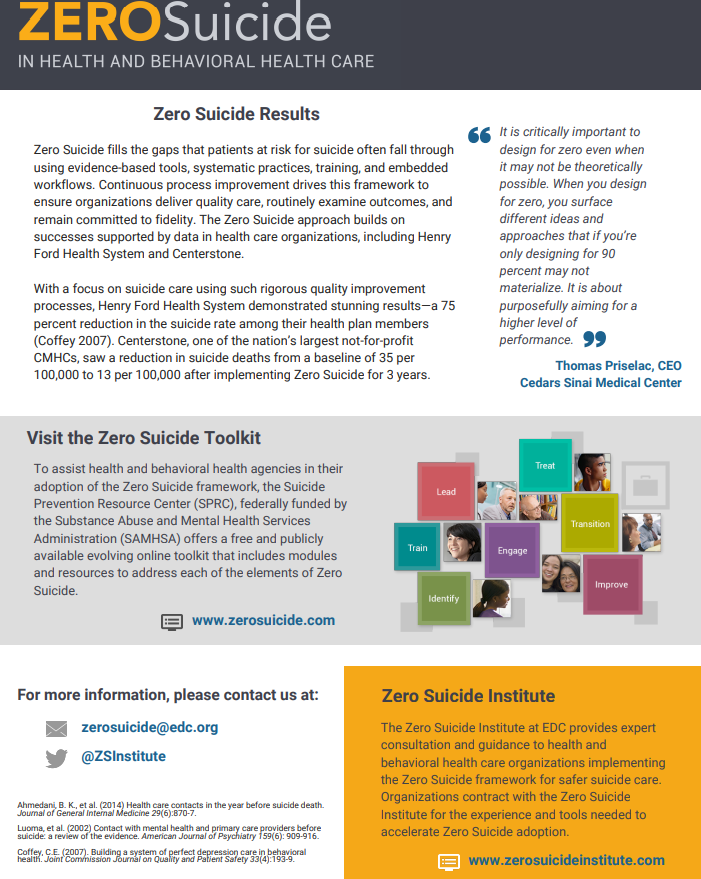 ZEROSuicide
IN HEALTH AND BEHAVIORAL HEALTH CARE
Zero Suicide Results
Zero Suicide fills the gaps that patients at risk for suicide often fall through
using evidence-based tools, systematic practices, training, and embedded
workflows. Continuous process improvement drives this framework to
ensure organizations deliver quality care, routinely examine outcomes, and
remain committed to fidelity. The Zero Suicide approach builds on
successes supported by data in health care organizations, including Henry
Ford Health System and Centerstone.
With a focus on suicide care using such rigorous quality improvement
processes, Henry Ford Health System demonstrated stunning results—a 75
percent reduction in the suicide rate among their health plan members
(Coffey 2007). Centerstone, one of the nation's largest not-for-profit
CMHCs, saw a reduction in suicide deaths from a baseline of 35 per
100,000 to 13 per 100,000 after implementing Zero Suicide for 3 years.
“ It is critically important to
design for zero even when
it may not be theoretically
possible. When you design
for zero, you surface
different ideas and
approaches that if you're
only designing for 90
percent may not
materialize. It is about
purposefully aiming for a
higher level of
performance. ”
Thomas Priselac, CEO
Cedars Sinai Medical Center
Visit the Zero Suicide Toolkit
To assist health and behavioral health agencies in their
adoption of the Zero Suicide framework, the Suicide
Prevention Resource Center (SPRC), federally funded by
the Substance Abuse and Mental Health Services
Administration (SAMHSA) offers a free and publicly
available evolving online toolkit that includes modules
and resources to address each of the elements of Zero
Suicide.
www.zerosuicide.com
Treat
Lead
Transition
Train
Engage
Improve
Identify
For more information, please contact us at:
zerosuicide@edc.org
@ZSInstitute
Ahmedani, B. K., et al. (2014) Health care contacts in the year before suicide death.
Journal of General Internal Medicine 29(6):870-7.
Luoma, et al. (2002) Contact with mental health and primary care providers before
suicide: a review of the evidence. American Journal of Psychiatry 159(6): 909-916.
Coffey, C.E. (2007). Building a system of perfect depression care in behavioral
health. Joint Commission Journal on Quality and Patient Safety 33(4):193-9.
Zero Suicide Institute
The Zero Suicide Institute at EDC provides expert
consultation and guidance to health and
behavioral health care organizations implementing
the Zero Suicide framework for safer suicide care.
Organizations contract with the Zero Suicide
Institute for the experience and tools needed to
accelerate Zero Suicide adoption.
www.zerosuicideinstitute.com